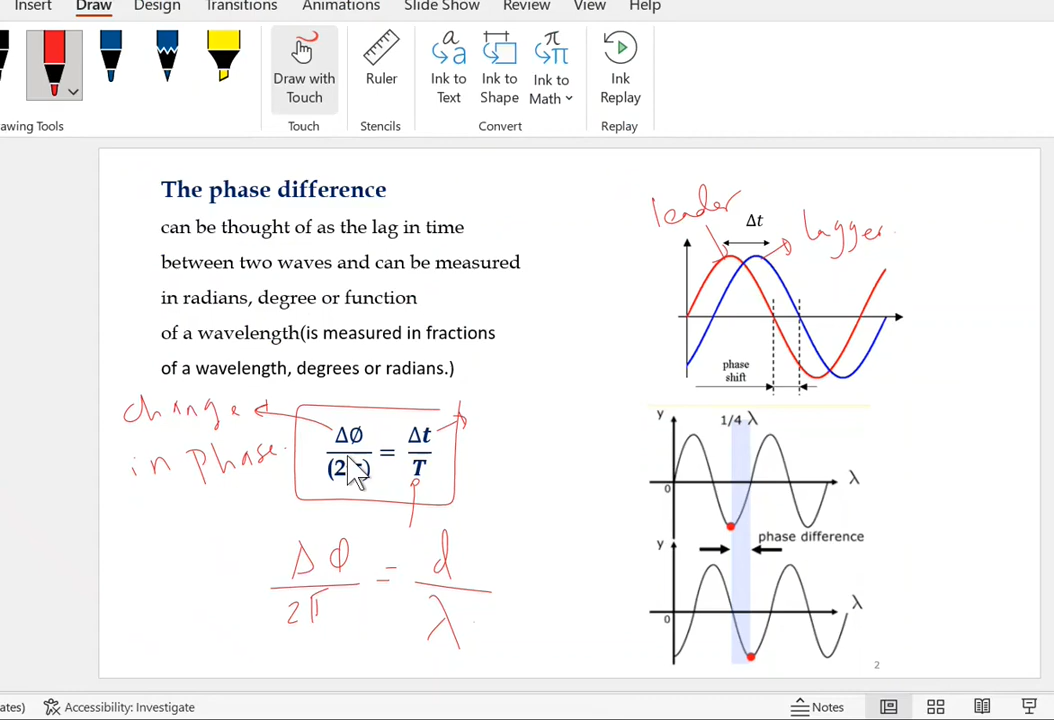 Insert Draw Design Transitions Animations Slide Show Review View Help
Draw with Touch
Ruler
Ink to Text
Ink to Shape
Ink to Math
Ink Replay
awing Tools
Touch
Stencils
Convert
Replay
The phase difference
can be thought of as the lag in time
between two waves and can be measured
in radians, degree or function
of a wavelength(is measured in fractions
of a wavelength, degrees or radians.)
change
in phase.
ΔØ Δt
(2 ) = T
Δ Ø d
2π = λ
leader
Δt
lagger
phase
shift
y
1/4 λ
0
λ
phase difference
y
0
λ
2
ates) Accessibility: Investigate
Notes